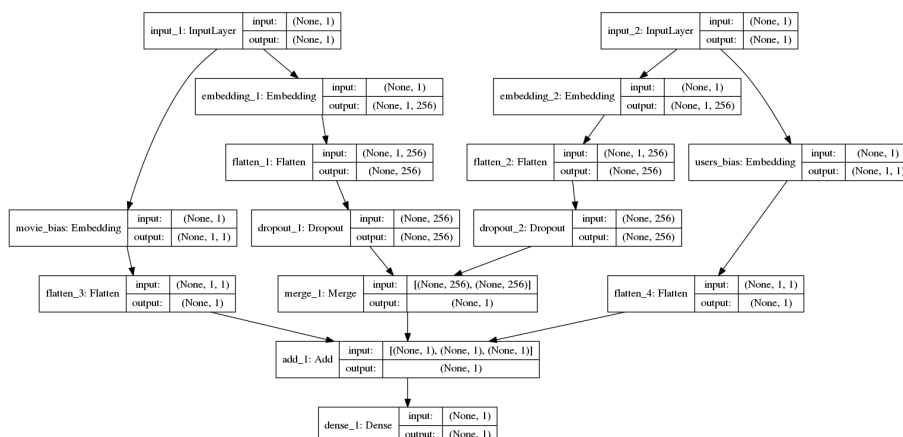 input_1: InputLayer input: (None, 1) output: (None, 1)
input_2: InputLayer input: (None, 1) output: (None, 1)
embedding_1: Embedding input: (None, 1) output: (None, 1, 256)
embedding_2: Embedding input: (None, 1) output: (None, 1, 256)
flatten_1: Flatten input: (None, 1, 256) output: (None, 256)
flatten_2: Flatten input: (None, 1, 256) output: (None, 256)
users_bias: Embedding input: (None, 1) output: (None, 1, 1)
movie_bias: Embedding input: (None, 1) output: (None, 1, 1)
dropout_1: Dropout input: (None, 256) output: (None, 256)
dropout_2: Dropout input: (None, 256) output: (None, 256)
flatten_3: Flatten input: (None, 1, 1) output: (None, 1)
merge_1: Merge input: [(None, 256), (None, 256)] output: (None, 1)
flatten_4: Flatten input: (None, 1, 1) output: (None, 1)
add_1: Add input: [(None, 1), (None, 1), (None, 1)] output: (None, 1)
dense_1: Dense input: (None, 1) output: (None, 1)